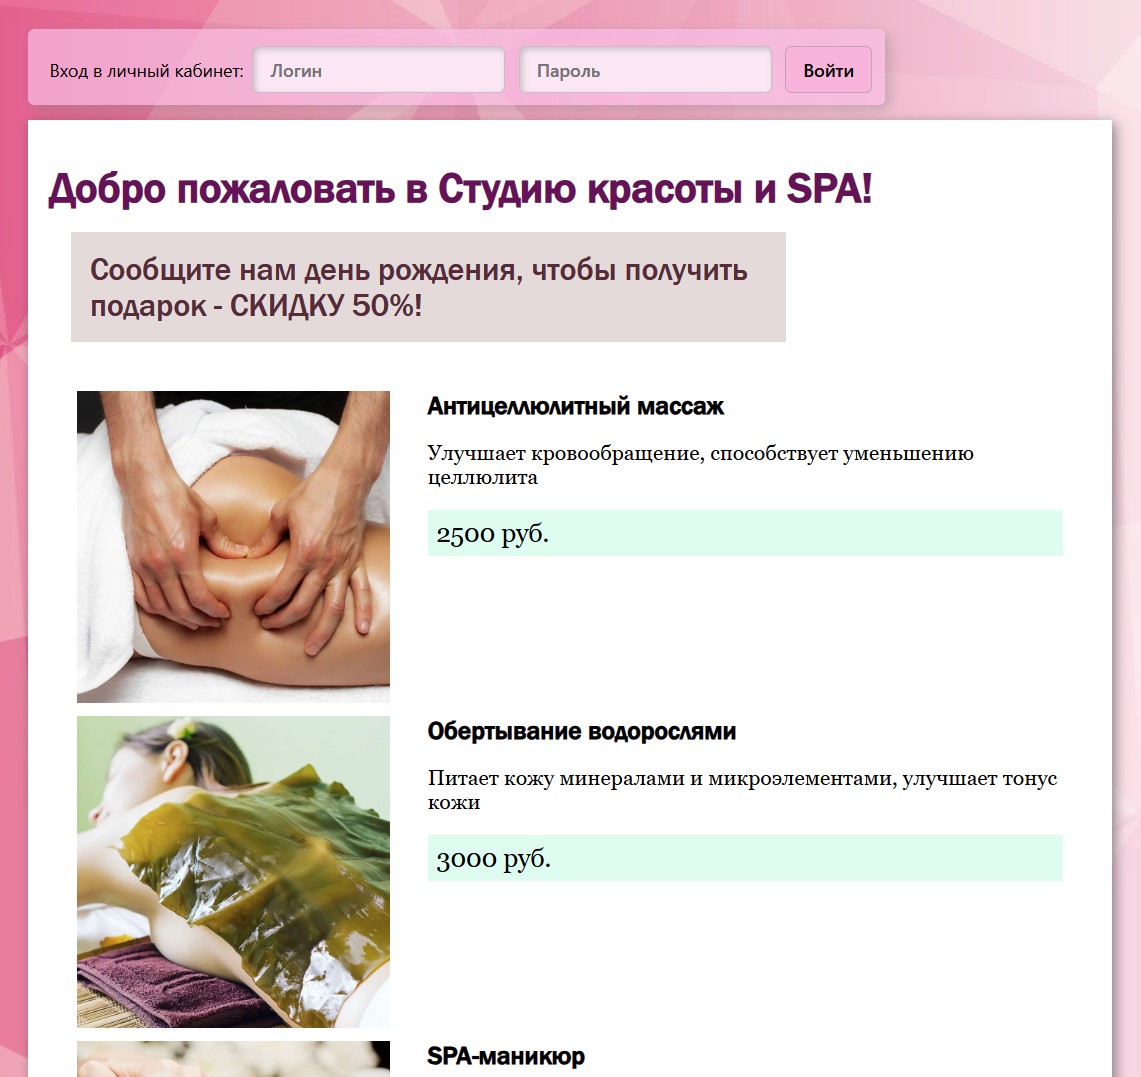 Вход в личный кабинет: Логин Пароль Войти
Добро пожаловать в Студию красоты и SPA!
Сообщите нам день рождения, чтобы получить
подарок - СКИДКУ 50%!
Антицеллюлитный массаж
Улучшает кровообращение, способствует уменьшению
целлюлита
2500 руб.
Обертывание водорослями
Питает кожу минералами и микроэлементами, улучшает тонус
кожи
3000 руб.
SPA-маникюр